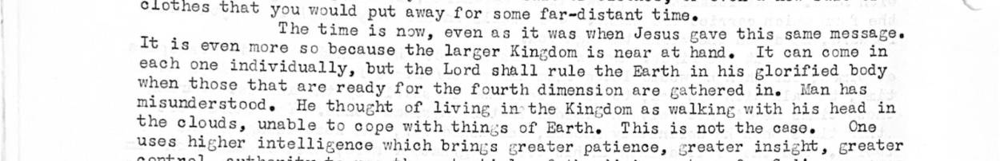 clothes that you would put away for some far-distant time.
The time is now, even as it was when Jesus gave this same message.
It is even more so because the larger Kingdom is near at hand. It can come in
each one individually, but the Lord shall rule the Earth in his glorified body
when those that are ready for the fourth dimension are gathered in. Man has
misunderstood. He thought of living in the Kingdom as walking with his head in
the clouds, unable to cope with things of Earth. This is not the case. One
uses higher intelligence which brings greater patience, greater insight, greater